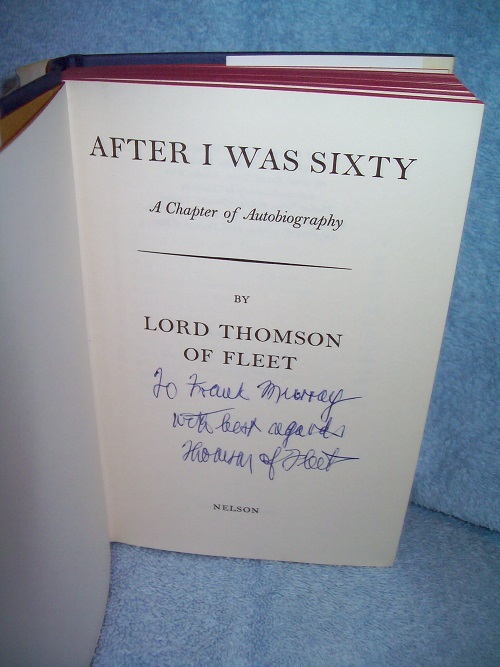 AFTER I WAS SIXTY
A Chapter of Autobiography
BY
LORD THOMSON
OF FLEET
To Frank Murray
with best regards
Thomson of Fleet
NELSON